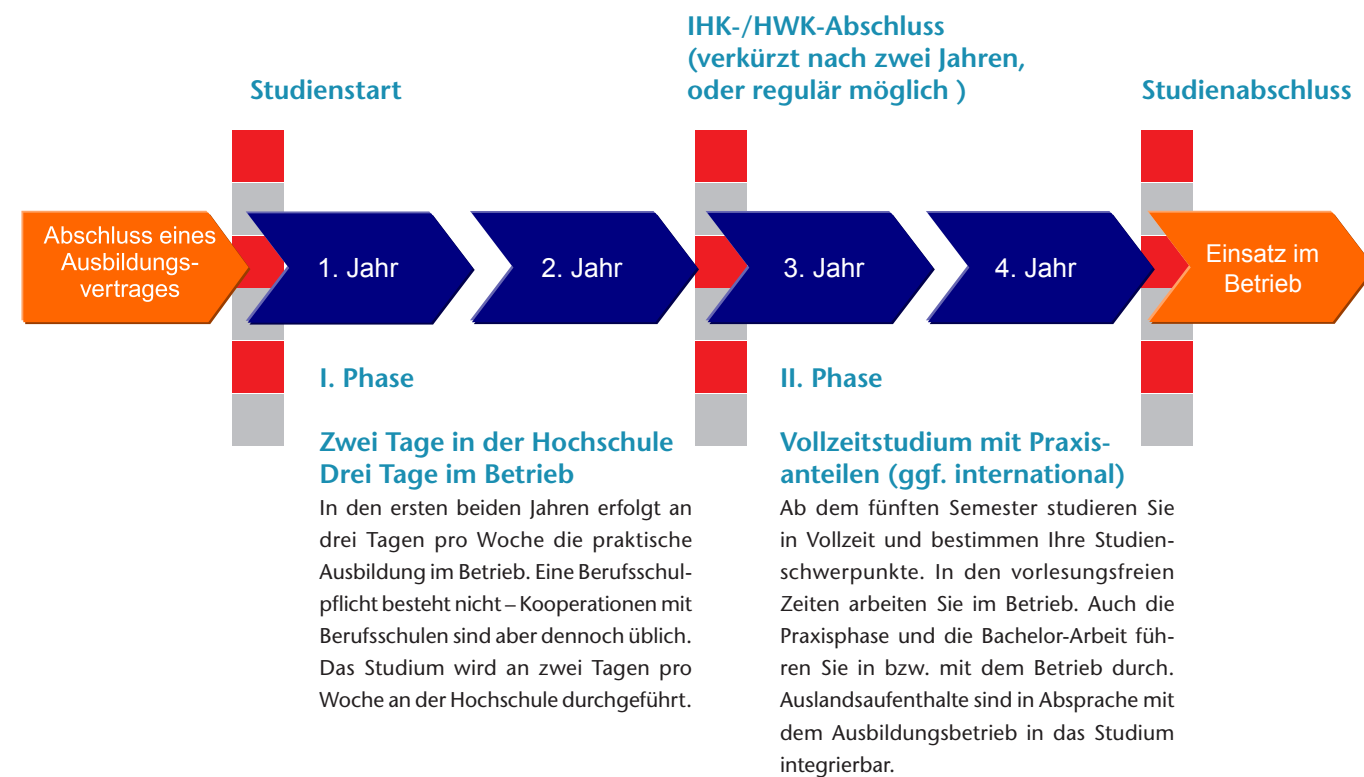 Studienstart
IHK-/HWK-Abschluss
(verkürzt nach zwei Jahren,
oder regulär möglich )
Studienabschluss
Abschluss eines
Ausbildungs-
vertrages
1. Jahr
2. Jahr
3. Jahr
4. Jahr
Einsatz im
Betrieb
I. Phase
Zwei Tage in der Hochschule
Drei Tage im Betrieb
In den ersten beiden Jahren erfolgt an
drei Tagen pro Woche die praktische
Ausbildung im Betrieb. Eine Berufsschul-
pflicht besteht nicht – Kooperationen mit
Berufsschulen sind aber dennoch üblich.
Das Studium wird an zwei Tagen pro
Woche an der Hochschule durchgeführt.
II. Phase
Vollzeitstudium mit Praxis-
anteilen (ggf. international)
Ab dem fünften Semester studieren Sie
in Vollzeit und bestimmen Ihre Studien-
schwerpunkte. In den vorlesungsfreien
Zeiten arbeiten Sie im Betrieb. Auch die
Praxisphase und die Bachelor-Arbeit füh-
ren Sie in bzw. mit dem Betrieb durch.
Auslandsaufenthalte sind in Absprache mit
dem Ausbildungsbetrieb in das Studium
integrierbar.